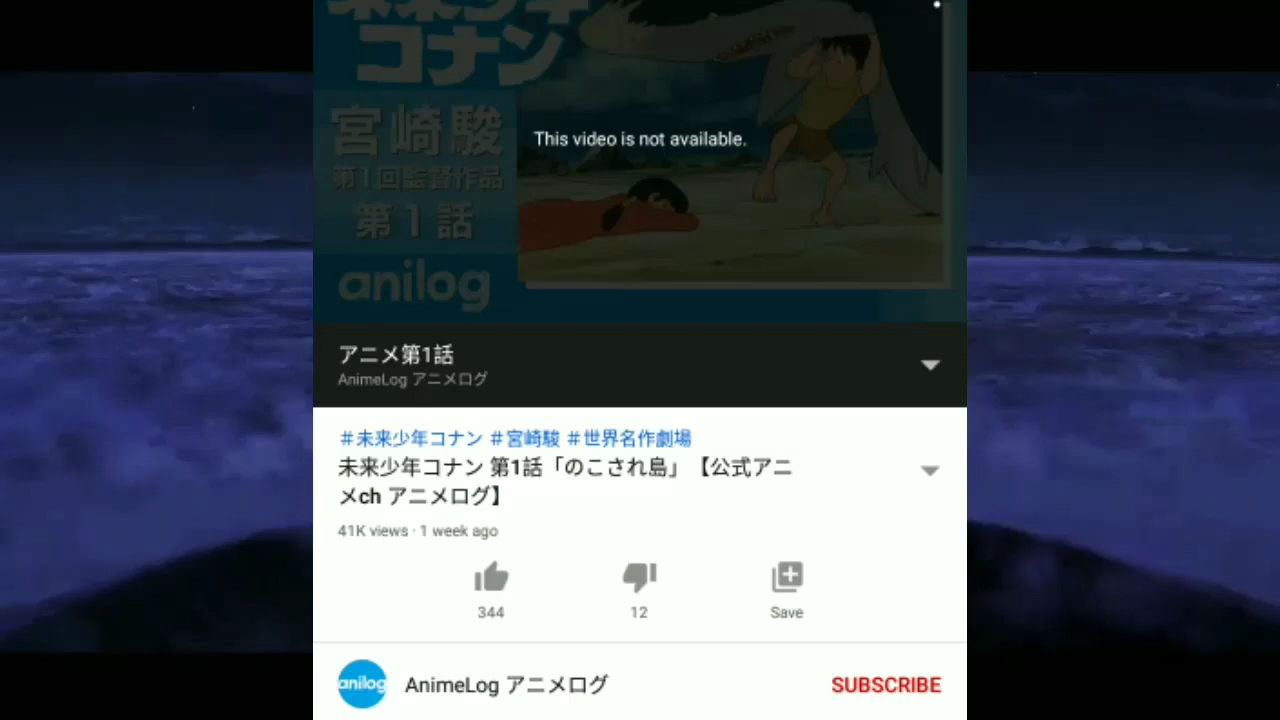 未来少年
コナン
宮崎駿
第1回監督作品
第1話
anilog
This video is not available.
アニメ第1話
AnimeLog アニメログ
#未来少年コナン #宮崎駿 #世界名作劇場
未来少年コナン 第1話「のこされ島」【公式アニ
メch アニメログ】
41K views · 1 week ago
344
12
Save
anilog
AnimeLog アニメログ
SUBSCRIBE